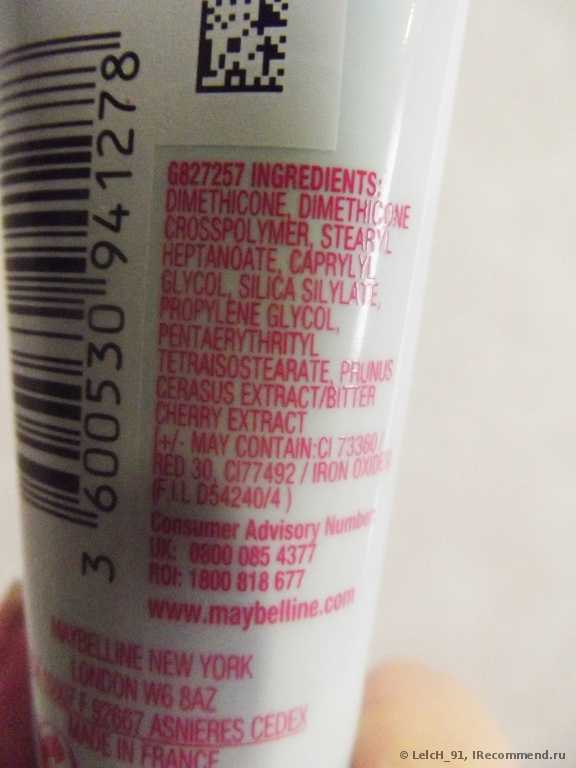 3 600530 941278
G827257 INGREDIENTS:
DIMETHICONE, DIMETHICONE
CROSSPOLYMER, STEARYL
HEPTANOATE, CAPRYLYL
GLYCOL, SILICA SILYLATE,
PROPYLENE GLYCOL,
PENTAERYTHRITYL
TETRAISOSTEARATE, PRUNUS
CERASUS EXTRACT/BITTER
CHERRY EXTRACT
[+/- MAY CONTAIN:CI 73360 /
RED 30, CI77492 / IRON OXIDES
(F.I.L D54240/4 )
Consumer Advisory Number
UK: 0800 085 4377
ROI: 1800 818 677
www.maybelline.com
MAYBELLINE NEW YORK
LONDON W6 8AZ
F 92667 ASNIERES CEDEX
MADE IN FRANCE
© LelcH_91, IRecommend.ru